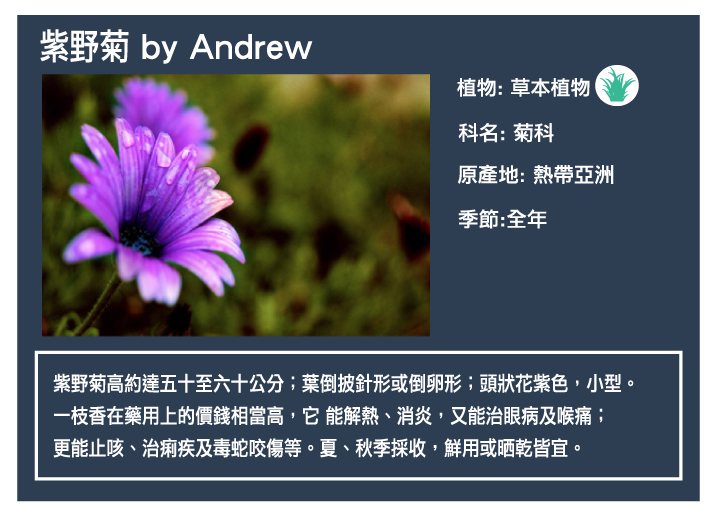 紫野菊 by Andrew
植物: 草本植物
科名: 菊科
原產地: 熱帶亞洲
季節:全年
紫野菊高約達五十至六十公分；葉倒披針形或倒卵形；頭狀花紫色，小型。
一枝香在藥用上的價錢相當高，它 能解熱、消炎，又能治眼病及喉痛；
更能止咳、治痢疾及毒蛇咬傷等。夏、秋季採收，鮮用或晒乾皆宜。